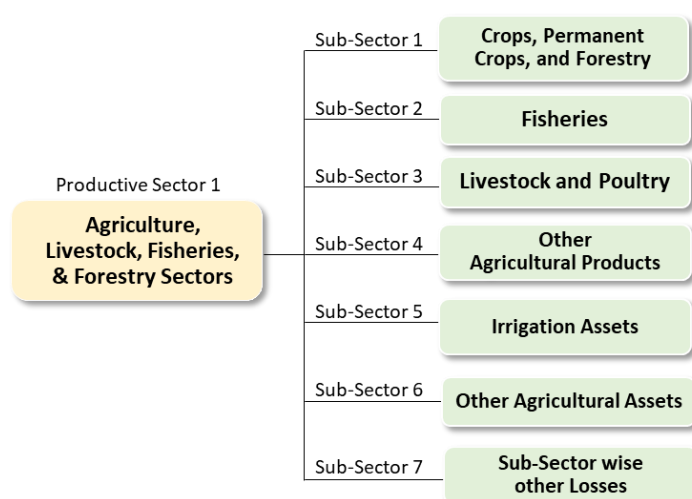 Productive Sector 1
Agriculture,
Livestock, Fisheries,
& Forestry Sectors
Sub-Sector 1
Crops, Permanent
Crops, and Forestry
Sub-Sector 2
Fisheries
Sub-Sector 3
Livestock and Poultry
Sub-Sector 4
Other
Agricultural Products
Sub-Sector 5
Irrigation Assets
Sub-Sector 6
Other Agricultural Assets
Sub-Sector 7
Sub-Sector wise
other Losses